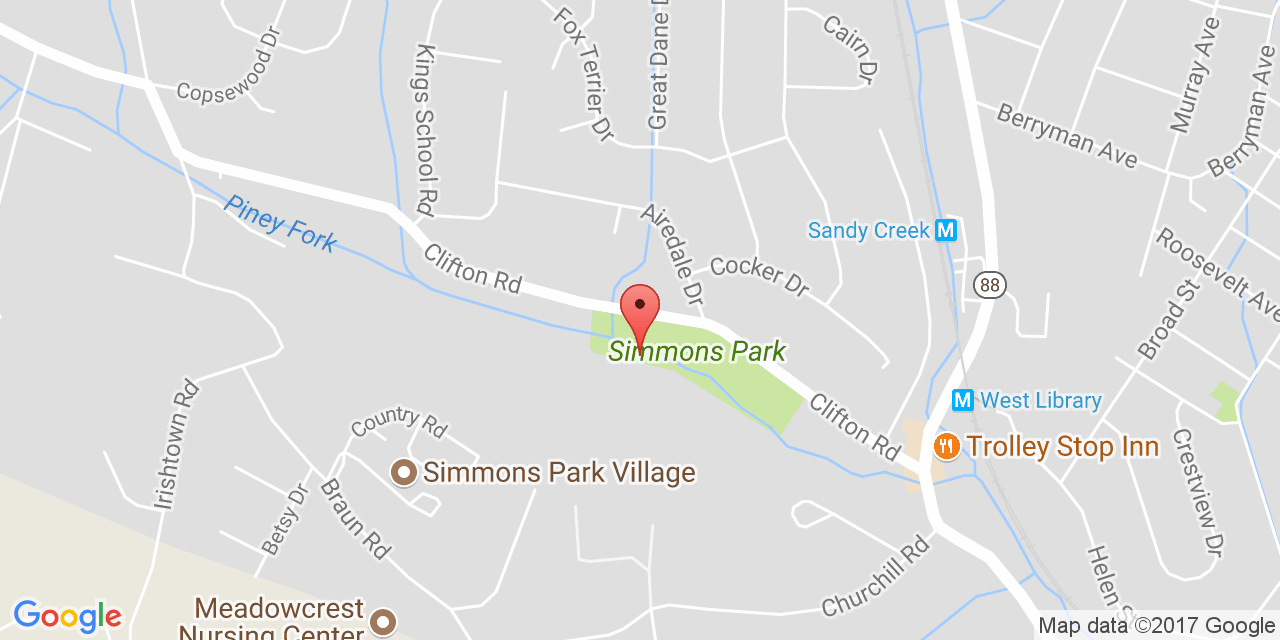 Cairn Dr
Fox Terrier Dr
Great Dane D
Murray Ave
Copsewood Dr
Kings School Rd
Berryman Ave
Berryman Ave
Piney Fork
Airedale Dr
Sandy Creek
M
Clifton Rd
Cocker Dr
Roosevelt Ave
88
Broad St
Simmons Park
Irishtown Rd
Country Rd
Clifton Rd
M
West Library
Trolley Stop Inn
Simmons Park Village
Crestview Dr
Betsy Dr
Braun Rd
Churchill Rd
Helen St
Google
Meadowcrest
Nursing Center
Map data ©2017 Google